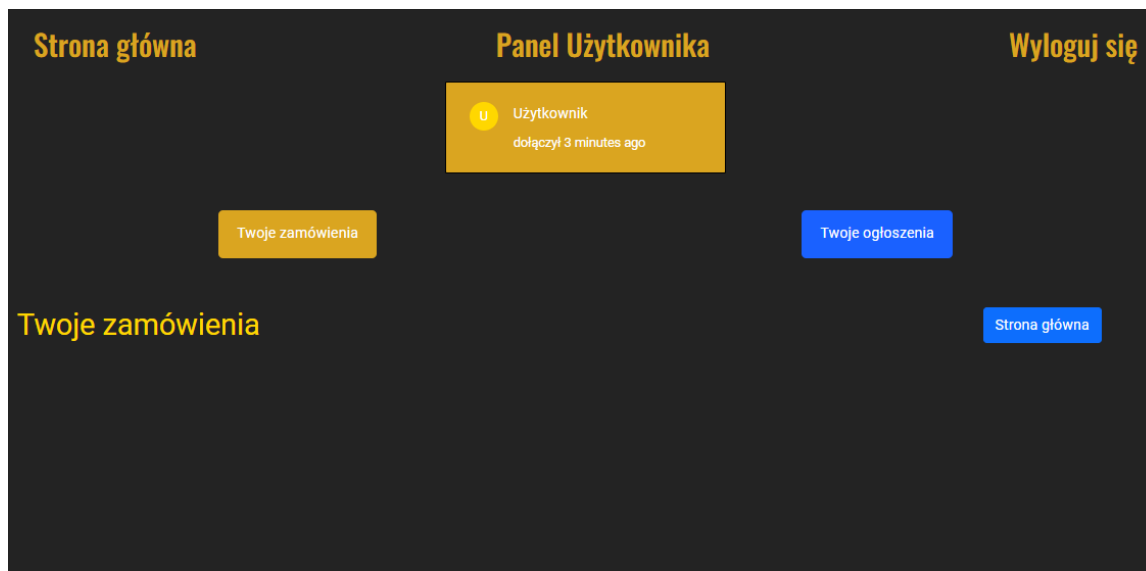 Strona główna Panel Użytkownika Wyloguj się
U Użytkownik
dołączył 3 minutes ago
Twoje zamówienia Twoje ogłoszenia
Twoje zamówienia Strona główna